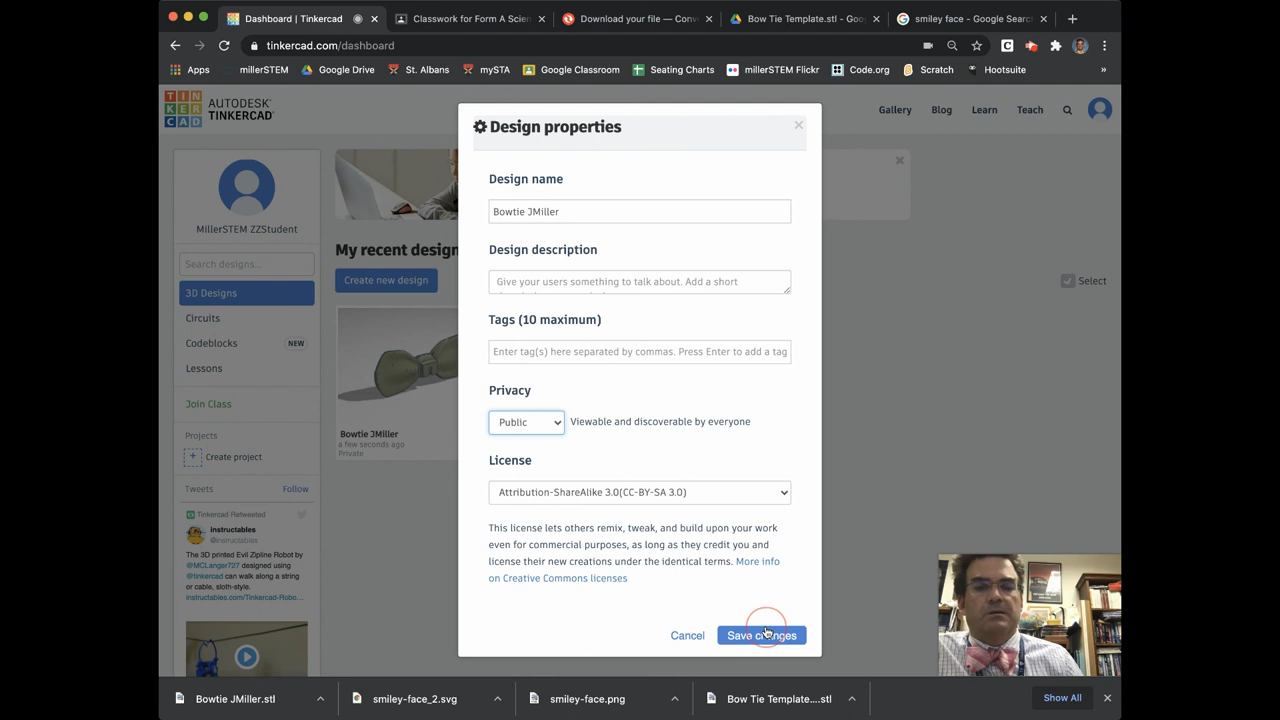 Dashboard | Tinkercad
Classwork for Form A Scien
Download your file — Conv
Bow Tie Template.stl - Goo
smiley face - Google Searc
tinkercad.com/dashboard
Apps
millerSTEM
Google Drive
St. Albans
mySTA
Google Classroom
Seating Charts
millerSTEM Flickr
Code.org
Scratch
Hootsuite
»
TIN
KER
CAD
AUTODESK
TINKERCAD
Gallery
Blog
Learn
Teach
MillerSTEM ZZStudent
Search designs...
3D Designs
Circuits
Codeblocks
NEW
Lessons
Join Class
Projects
Create project
Tweets
Follow
Tinkercad Retweeted
instructables
@instructables
The 3D printed Evil Zipline Robot by
@MCLanger727 designed using
@tinkercad can walk along a string
or cable, sloth-style.
instructables.com/Tinkercad-Robo...
My recent design
Create new design
Select
Bowtie JMiller
a few seconds ago
Private
Design properties
Design name
Bowtie JMiller
Design description
Give your users something to talk about. Add a short
Tags (10 maximum)
Enter tag(s) here separated by commas. Press Enter to add a tag
Privacy
Public
Viewable and discoverable by everyone
License
Attribution-ShareAlike 3.0(CC-BY-SA 3.0)
This license lets others remix, tweak, and build upon your work
even for commercial purposes, as long as they credit you and
license their new creations under the identical terms. More info
on Creative Commons licenses
Cancel
Save changes
Bowtie JMiller.stl
smiley-face_2.svg
smiley-face.png
Bow Tie Template....stl
Show All